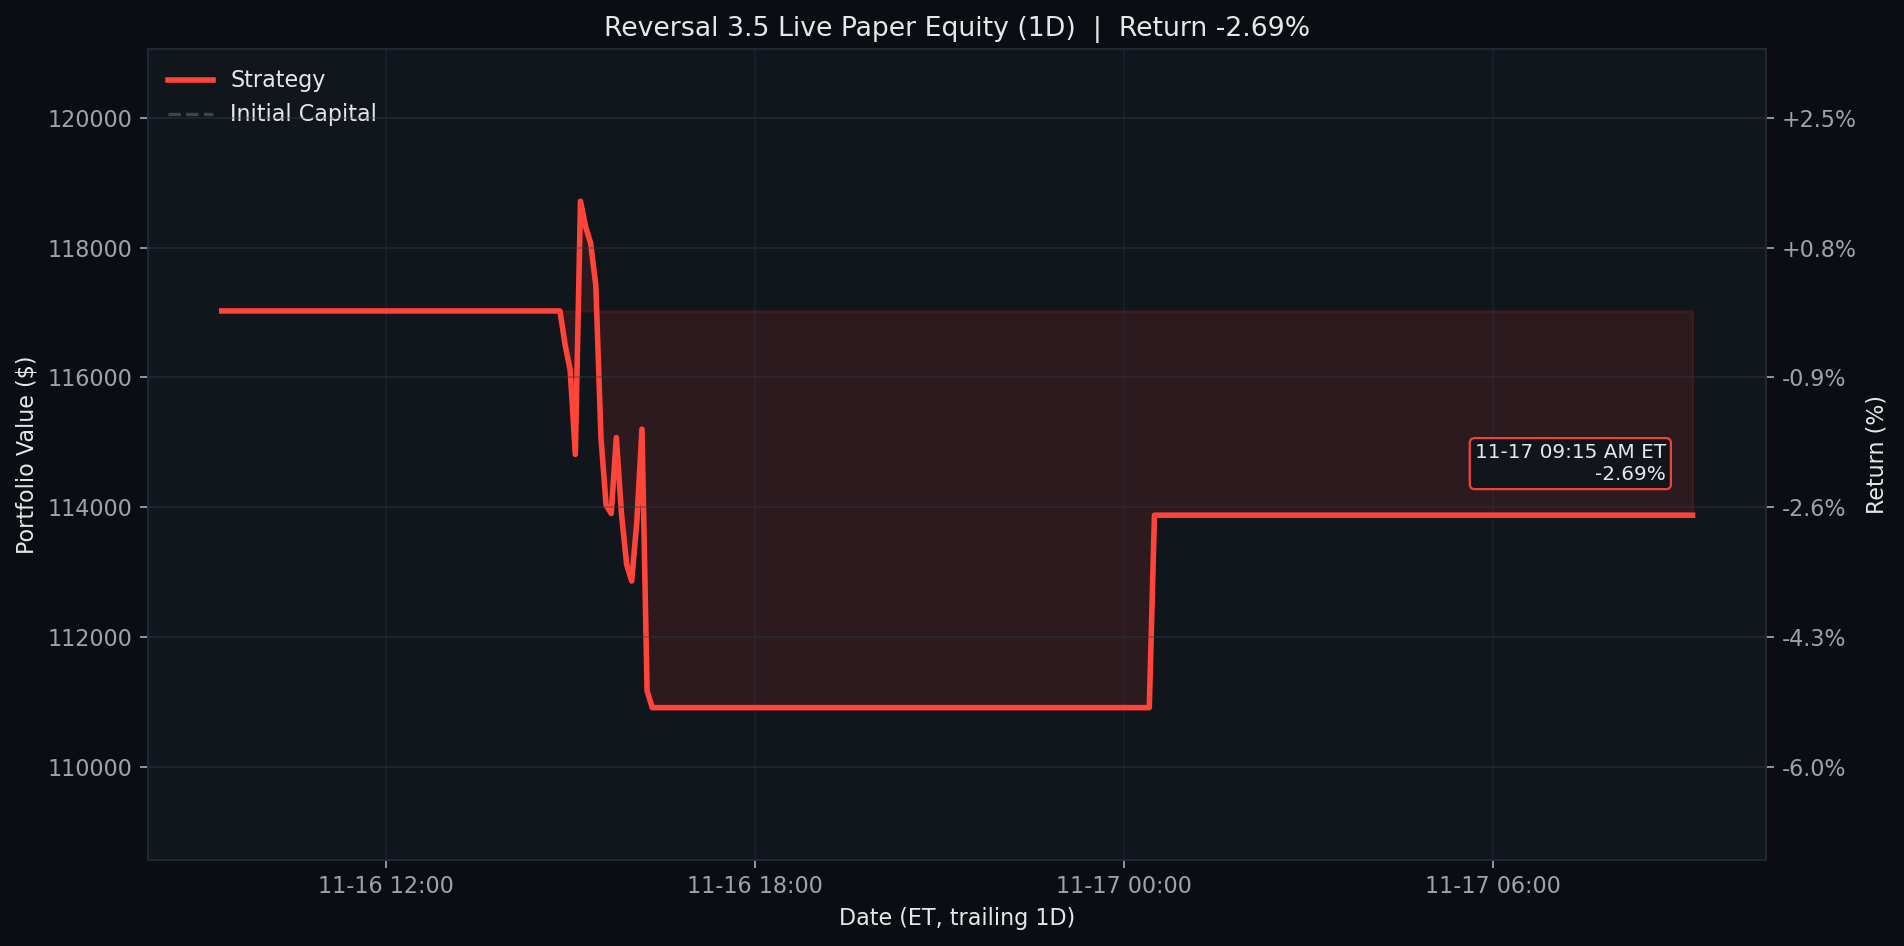 Reversal 3.5 Live Paper Equity (1D)  |  Return -2.69%
Strategy
Initial Capital
Portfolio Value ($)
120000
118000
116000
114000
112000
110000
+2.5%
+0.8%
-0.9%
-2.6%
-4.3%
-6.0%
Return (%)
11-17 09:15 AM ET
-2.69%
11-16 12:00
11-16 18:00
11-17 00:00
11-17 06:00
Date (ET, trailing 1D)